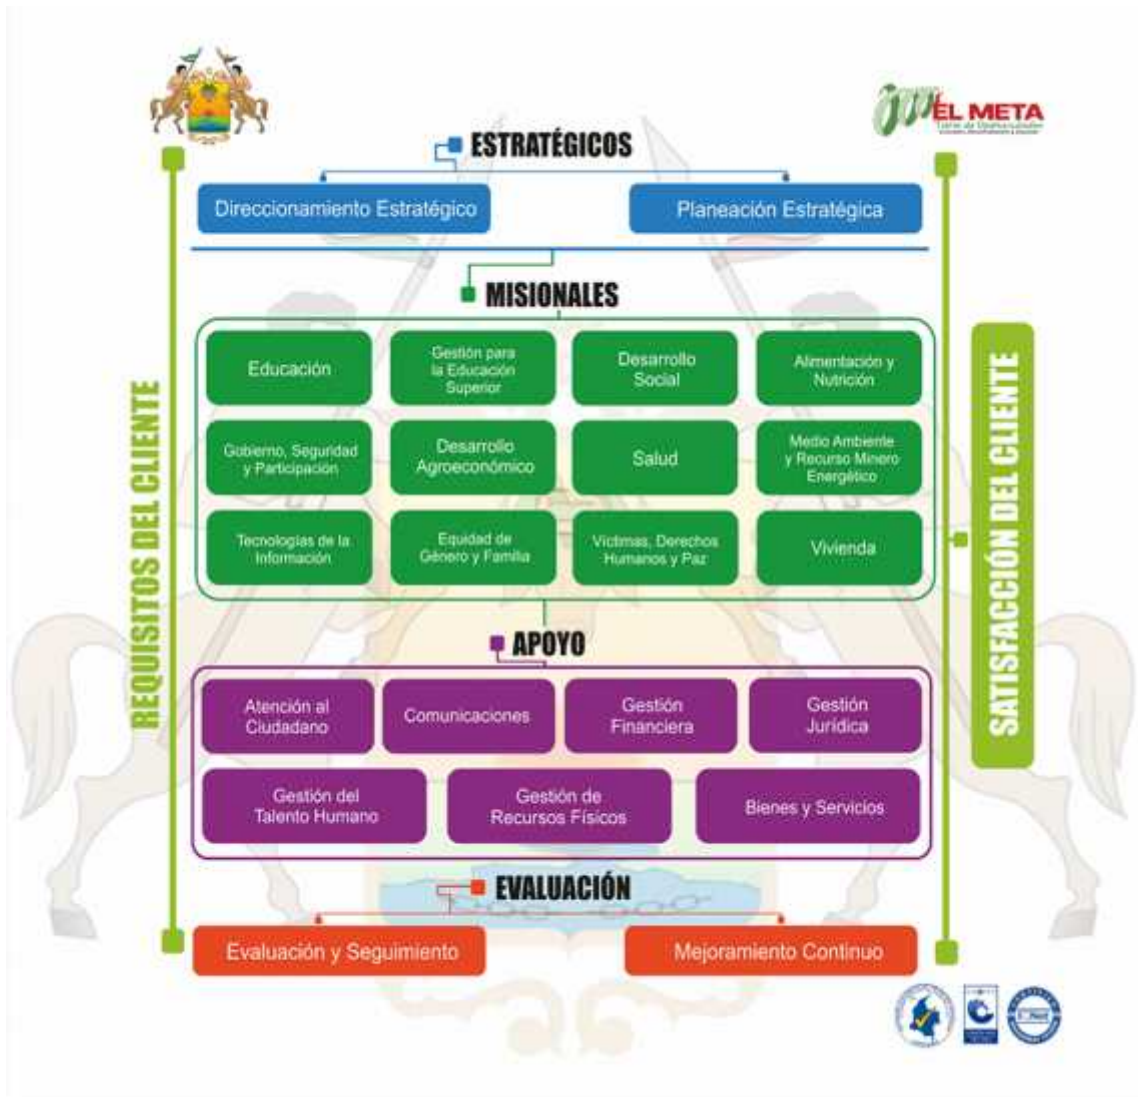 EL META
ESTRATÉGICOS
Direccionamiento Estratégico
Planeación Estratégica
MISIONALES
Educación
Gestión para
la Educación
Superior
Desarrollo
Social
Alimentación y
Nutrición
Gobierno, Seguridad
y Participación
Desarrollo
Agroeconómico
Salud
Medio Ambiente
y Recurso Minero
Energético
Tecnologías de la
Información
Equidad de
Género y Familia
Víctimas, Derechos
Humanos y Paz
Vivienda
APOYO
Atención al
Ciudadano
Comunicaciones
Gestión
Financiera
Gestión
Jurídica
Gestión del
Talento Humano
Gestión de
Recursos Físicos
Bienes y Servicios
EVALUACIÓN
Evaluación y Seguimiento
Mejoramiento Continuo
REQUISITOS DEL CLIENTE
SATISFACCIÓN DEL CLIENTE